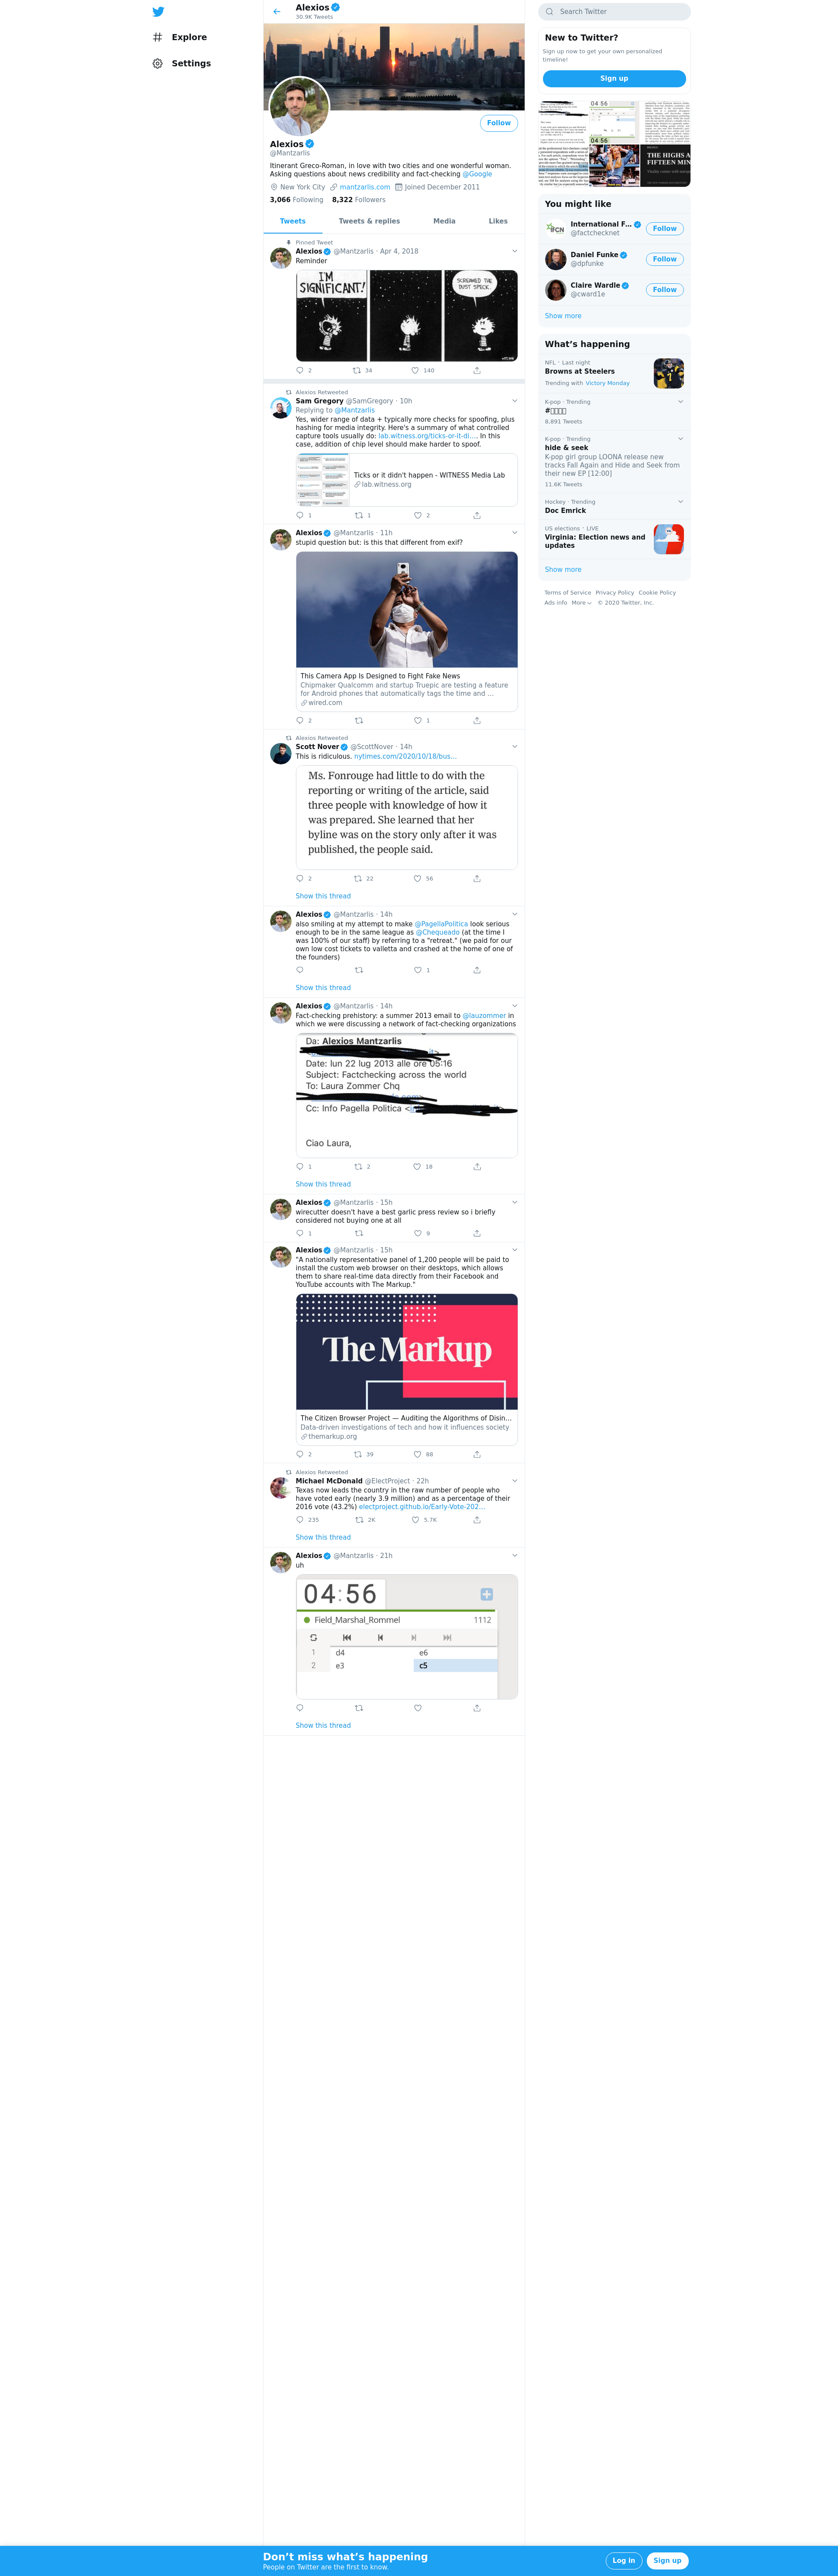 Explore
Settings
Alexios
30.9K Tweets
Follow
Alexios
@Mantzarlis
Itinerant Greco-Roman, in love with two cities and one wonderful woman.
Asking questions about news credibility and fact-checking @Google
New York City mantzarlis.com Joined December 2011
3,066 Following 8,322 Followers
Tweets Tweets & replies Media Likes
Pinned Tweet
Alexios @Mantzarlis · Apr 4, 2018
Reminder
I'M SIGNIFICANT!
SCREAMED THE DUST SPECK.
2 34 140
Alexios Retweeted
Sam Gregory @SamGregory · 10h
Replying to @Mantzarlis
Yes, wider range of data + typically more checks for spoofing, plus
hashing for media integrity. Here's a summary of what controlled
capture tools usually do: lab.witness.org/ticks-or-it-di.... In this
case, addition of chip level should make harder to spoof.
Ticks or it didn't happen - WITNESS Media Lab
lab.witness.org
1 1 2
Alexios @Mantzarlis · 11h
stupid question but: is this that different from exif?
This Camera App Is Designed to Fight Fake News
Chipmaker Qualcomm and startup Truepic are testing a feature
for Android phones that automatically tags the time and ...
wired.com
2 1
Alexios Retweeted
Scott Nover @ScottNover · 14h
This is ridiculous. nytimes.com/2020/10/18/bus...
Ms. Fonrouge had little to do with the
reporting or writing of the article, said
three people with knowledge of how it
was prepared. She learned that her
byline was on the story only after it was
published, the people said.
2 22 56
Show this thread
Alexios @Mantzarlis · 14h
also smiling at my attempt to make @PagellaPolitica look serious
enough to be in the same league as @Chequeado (at the time I
was 100% of our staff) by referring to a "retreat." (we paid for our
own low cost tickets to valletta and crashed at the home of one of
the founders)
1
Show this thread
Alexios @Mantzarlis · 14h
Fact-checking prehistory: a summer 2013 email to @lauzommer in
which we were discussing a network of fact-checking organizations
Da: Alexios Mantzarlis
Date: lun 22 lug 2013 alle ore 05:16
Subject: Factchecking across the world
To: Laura Zommer Chq
Cc: Info Pagella Politica <
Ciao Laura,
1 2 18
Show this thread
Alexios @Mantzarlis · 15h
wirecutter doesn't have a best garlic press review so i briefly
considered not buying one at all
1 9
Alexios @Mantzarlis · 15h
"A nationally representative panel of 1,200 people will be paid to
install the custom web browser on their desktops, which allows
them to share real-time data directly from their Facebook and
YouTube accounts with The Markup."
The Markup
The Citizen Browser Project — Auditing the Algorithms of Disin...
Data-driven investigations of tech and how it influences society
themarkup.org
2 39 88
Alexios Retweeted
Michael McDonald @ElectProject · 22h
Texas now leads the country in the raw number of people who
have voted early (nearly 3.9 million) and as a percentage of their
2016 vote (43.2%) electproject.github.io/Early-Vote-202...
235 2K 5.7K
Show this thread
Alexios @Mantzarlis · 21h
uh
04:56
Field_Marshal_Rommel 1112
1 d4 e6
2 e3 c5
Show this thread
Search Twitter
New to Twitter?
Sign up now to get your own personalized
timeline!
Sign up
04 56
04 56
THE HIGHS A
FIFTEEN MIN
You might like
International F...
@factchecknet
Follow
Daniel Funke
@dpfunke
Follow
Claire Wardle
@cward1e
Follow
Show more
What's happening
NFL · Last night
Browns at Steelers
Trending with Victory Monday
K-pop · Trending
#
8,891 Tweets
K-pop · Trending
hide & seek
K-pop girl group LOONA release new
tracks Fall Again and Hide and Seek from
their new EP [12:00]
11.6K Tweets
Hockey · Trending
Doc Emrick
US elections · LIVE
Virginia: Election news and
updates
Show more
Terms of Service Privacy Policy Cookie Policy
Ads info More © 2020 Twitter, Inc.
Don't miss what's happening
People on Twitter are the first to know.
Log in Sign up